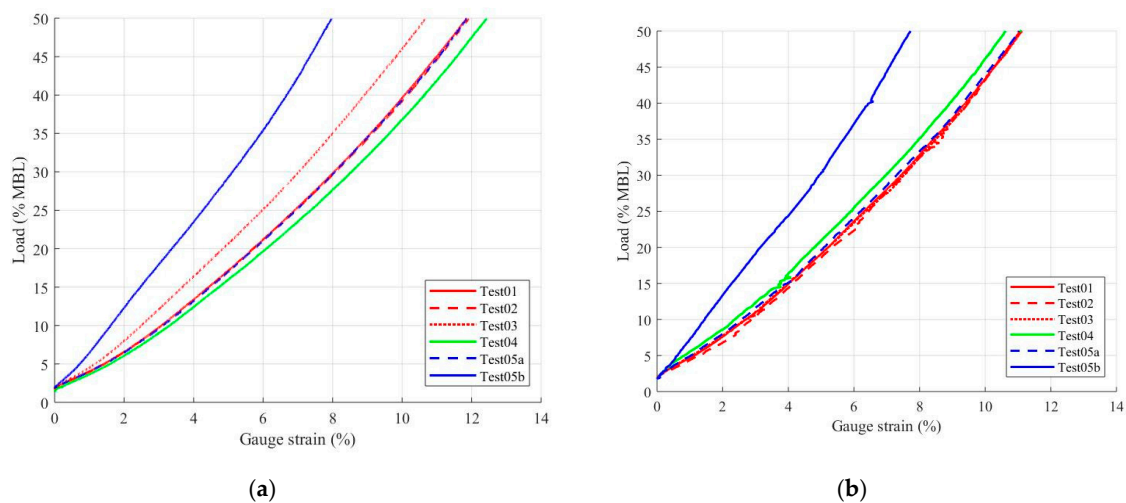 50
45
40
35
30
25
20
15
10
5
0
Load (% MBL)
0 2 4 6 8 10 12 14
Gauge strain (%)
Test01
Test02
Test03
Test04
Test05a
Test05b
(a)
50
45
40
35
30
25
20
15
10
5
0
Load (% MBL)
0 2 4 6 8 10 12 14
Gauge strain (%)
Test01
Test02
Test03
Test04
Test05a
Test05b
(b)